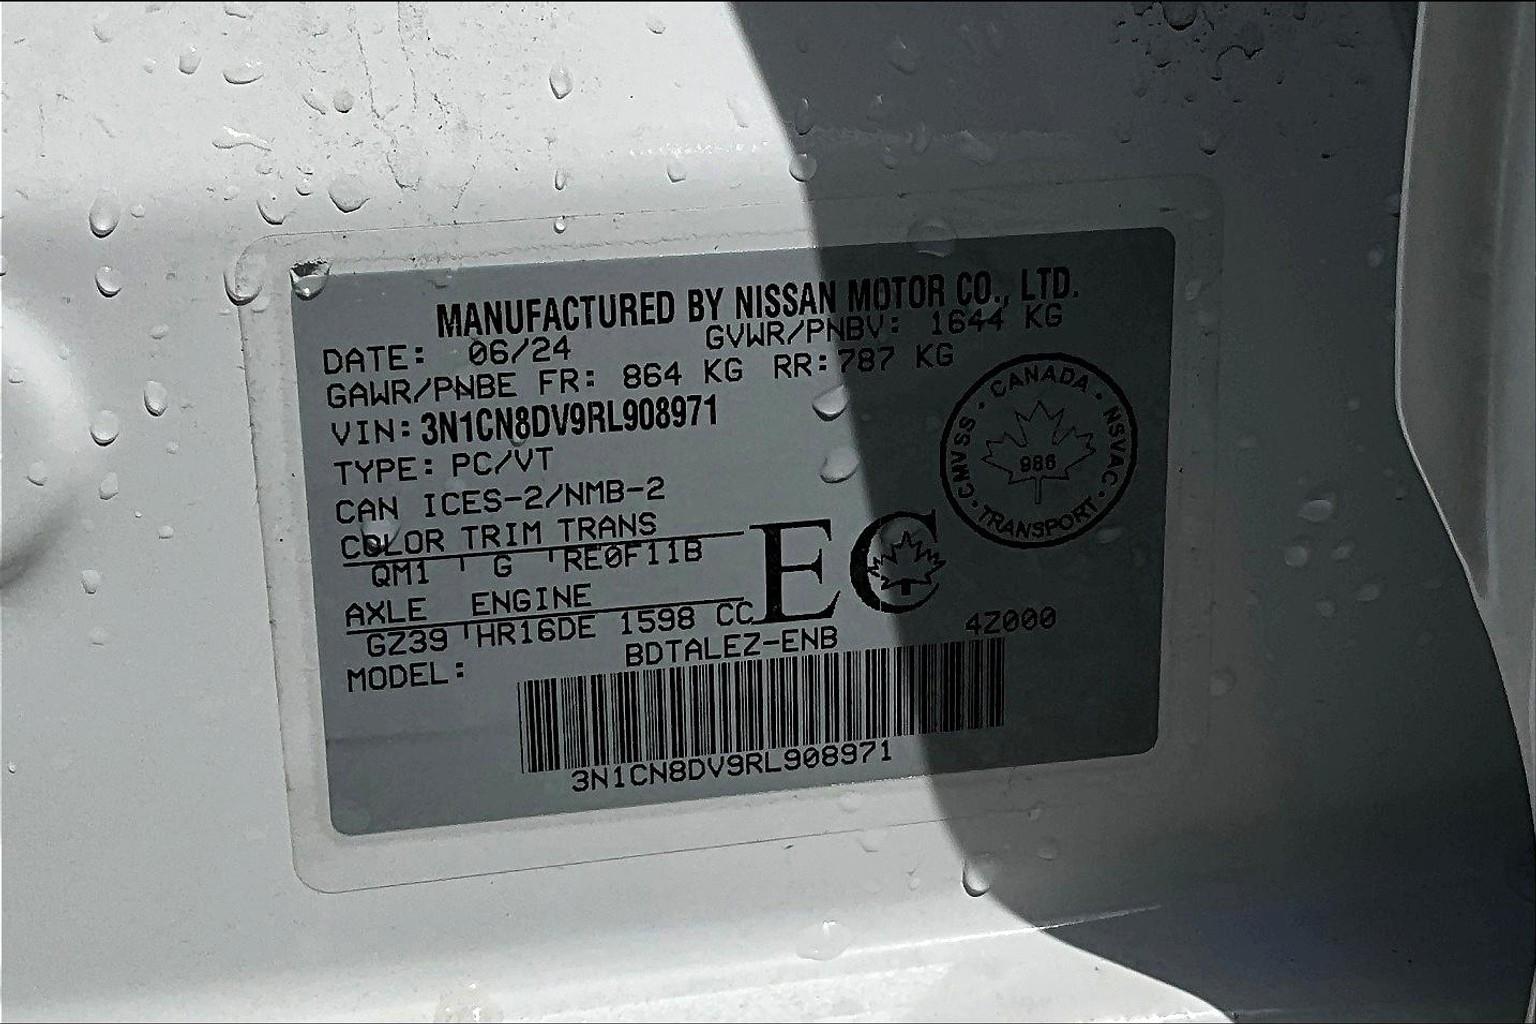 MANUFACTURED BY NISSAN MOTOR CO., LTD.
DATE: 06/24 GVWR/PNBV: 1644 KG
GAWR/PNBE FR: 864 KG RR: 787 KG
VIN: 3N1CN8DV9RL908971
TYPE: PC/VT
CAN ICES-2/NMB-2
COLOR TRIM TRANS
QM1 G RE0F11B
AXLE ENGINE
GZ39 HR16DE 1598 CC
MODEL: BDTALEZ-ENB 4Z000
3N1CN8DV9RL908971
EC
CANADA · NSVAC · TRANSPORT · CMVSS ·
986